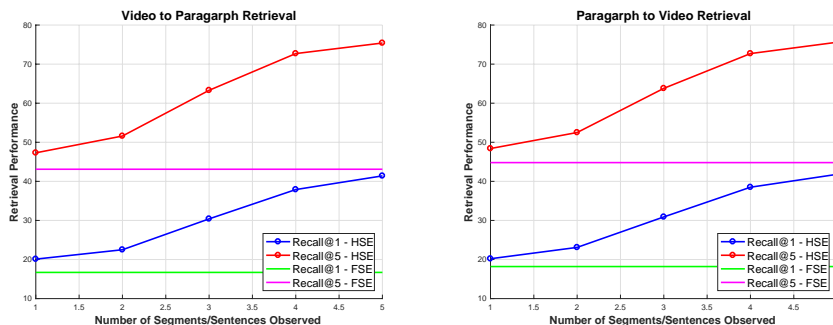 Video to Paragarph Retrieval
80
70
60
50
40
30
20
10
Retrieval Performance
1
1.5
2
2.5
3
3.5
4
4.5
5
Number of Segments/Sentences Observed
Recall@1 - HSE
Recall@5 - HSE
Recall@1 - FSE
Recall@5 - FSE
Paragarph to Video Retrieval
80
70
60
50
40
30
20
10
Retrieval Performance
1
1.5
2
2.5
3
3.5
4
4.5
Number of Segments/Sentences Observed
Recall@1 - HSE
Recall@5 - HSE
Recall@1 - FSE
Recall@5 - FSE